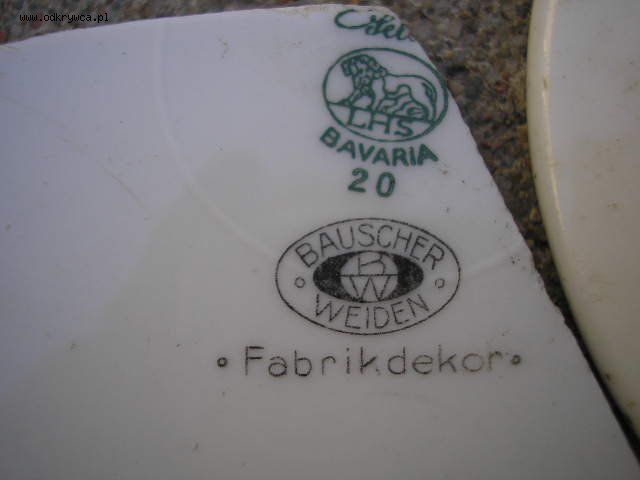 www.odkrywca.pl
LHS
BAVARIA
20
BAUSCHER
BW
WEIDEN
Fabrikdekor